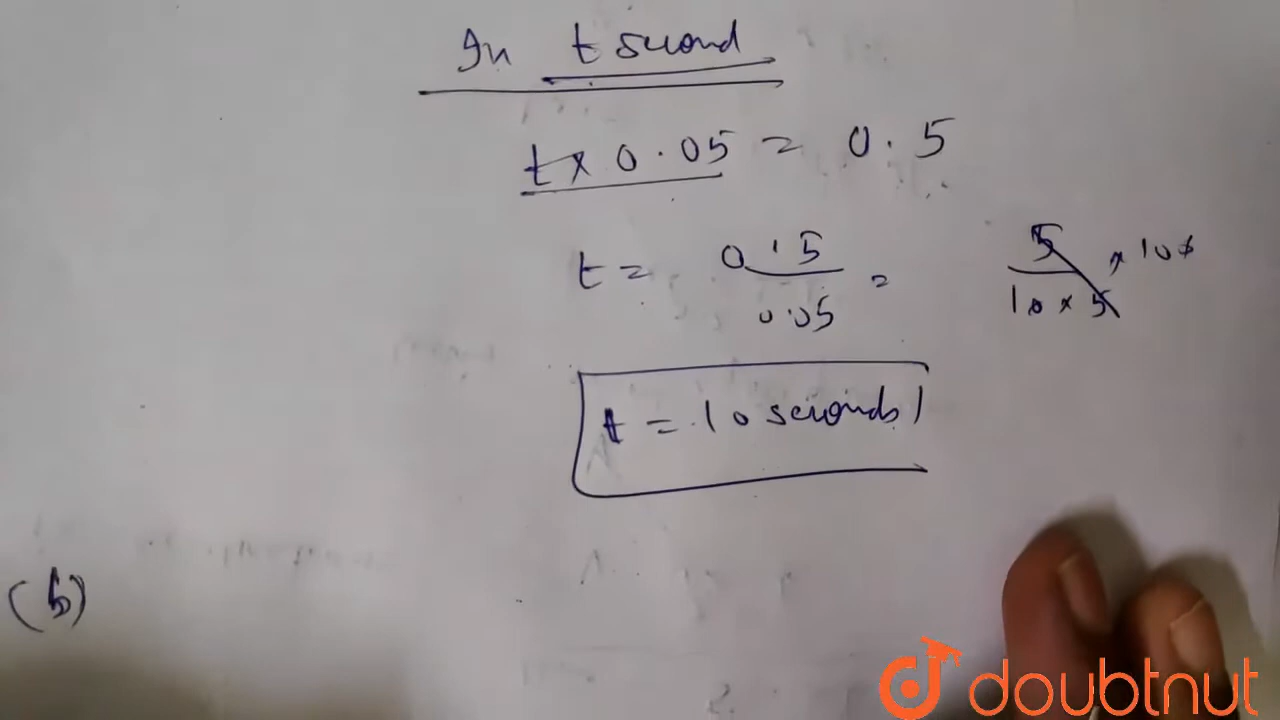 In t second
t x 0.05 = 0.5
t = 0.5 / 0.05 = 5 / 10 x 5 x 100
t = 10 seconds
(b)
doubtnut